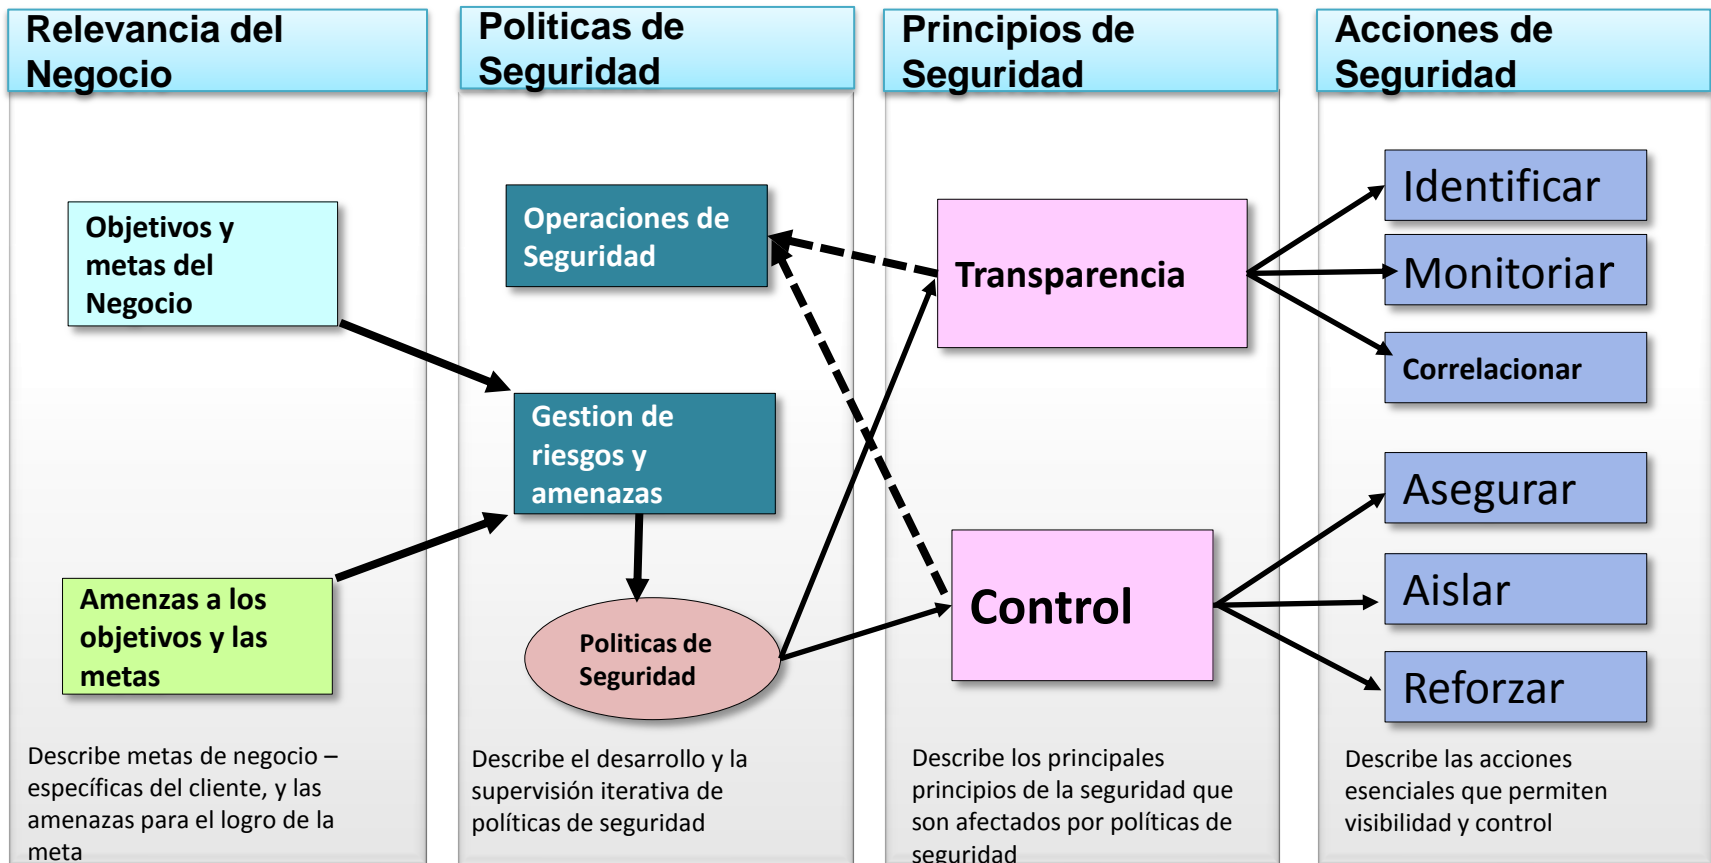 Relevancia del
Negocio
Politicas de
Seguridad
Principios de
Seguridad
Acciones de
Seguridad
Objetivos y
metas del
Negocio
Amenzas a los
objetivos y las
metas
Describe metas de negocio –
específicas del cliente, y las
amenazas para el logro de la
meta
Operaciones de
Seguridad
Gestion de
riesgos y
amenazas
Politicas de
Seguridad
Describe el desarrollo y la
supervisión iterativa de
políticas de seguridad
Transparencia
Control
Describe los principales
principios de la seguridad que
son afectados por políticas de
seguridad
Identificar
Monitoriar
Correlacionar
Asegurar
Aislar
Reforzar
Describe las acciones
esenciales que permiten
visibilidad y control